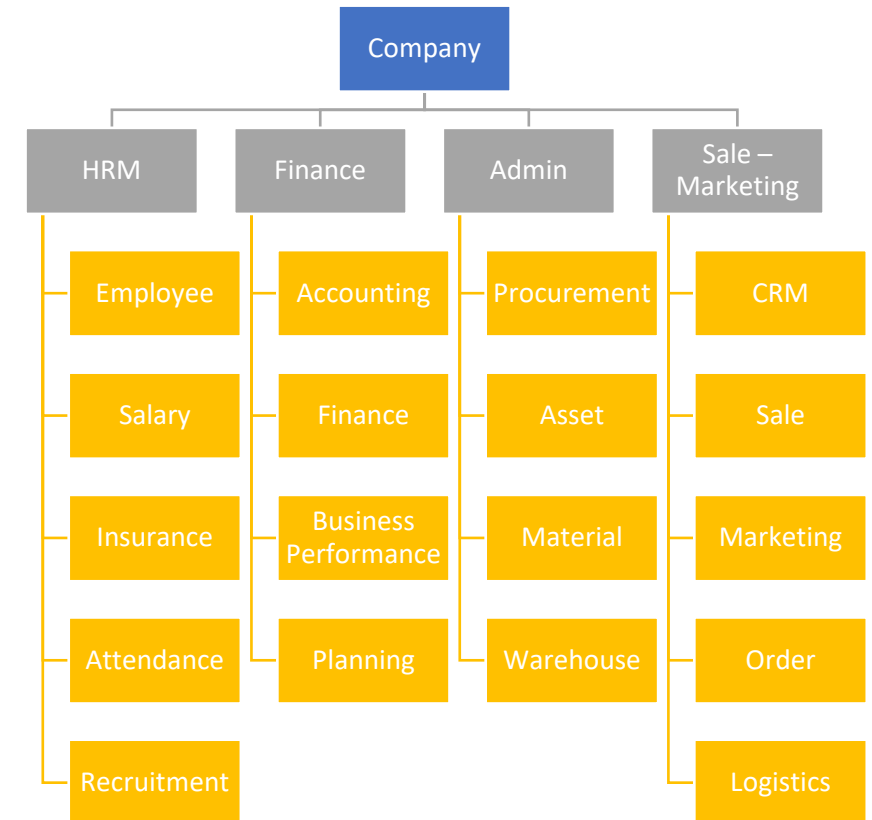 Company
HRM
Finance
Admin
Sale –
Marketing
Employee
Accounting
Procurement
CRM
Salary
Finance
Asset
Sale
Insurance
Business
Performance
Material
Marketing
Attendance
Planning
Warehouse
Order
Recruitment
Logistics